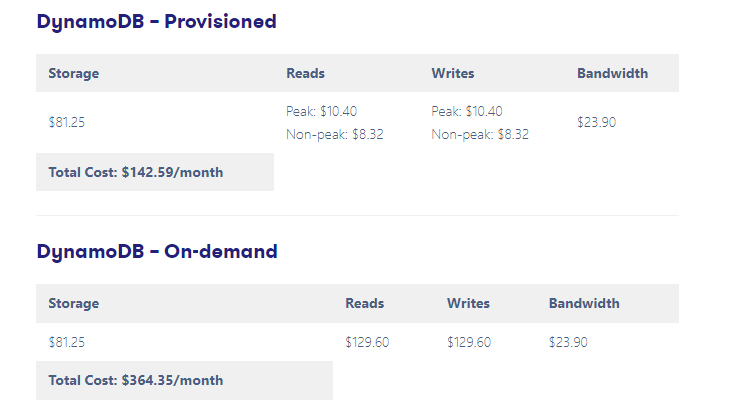 DynamoDB – Provisioned
Storage Reads Writes Bandwidth
$81.25 Peak: $10.40 Non-peak: $8.32 Peak: $10.40 Non-peak: $8.32 $23.90
Total Cost: $142.59/month
DynamoDB – On-demand
Storage Reads Writes Bandwidth
$81.25 $129.60 $129.60 $23.90
Total Cost: $364.35/month